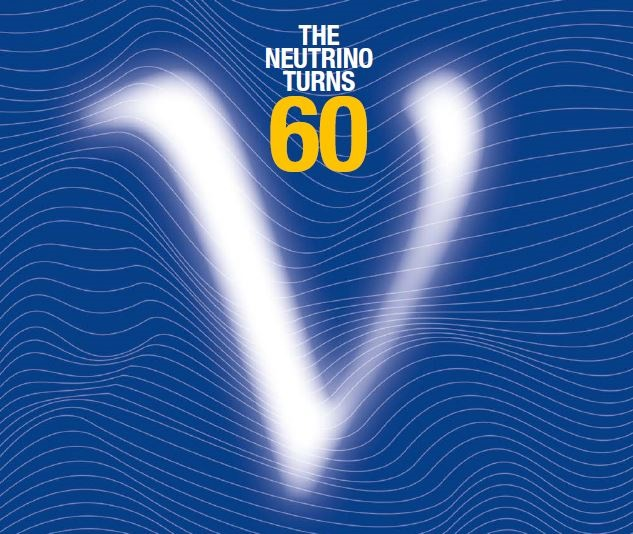 THE
NEUTRINO
TURNS
60
ν